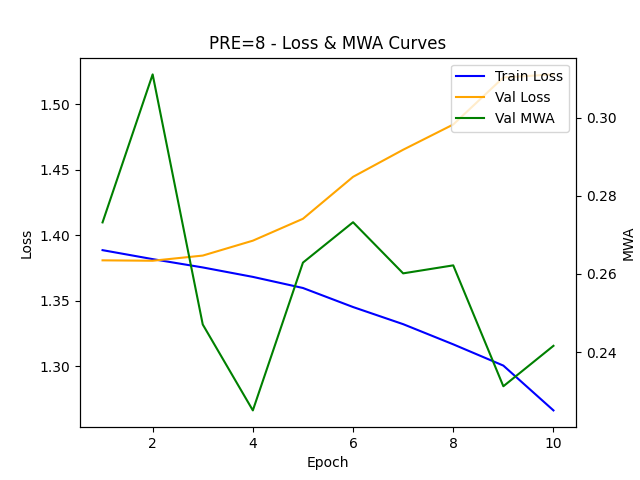 PRE=8 - Loss & MWA Curves
Train Loss
Val Loss
Val MWA
1.50
1.45
1.40
1.35
1.30
Loss
0.30
0.28
0.26
0.24
MWA
2 4 6 8 10
Epoch